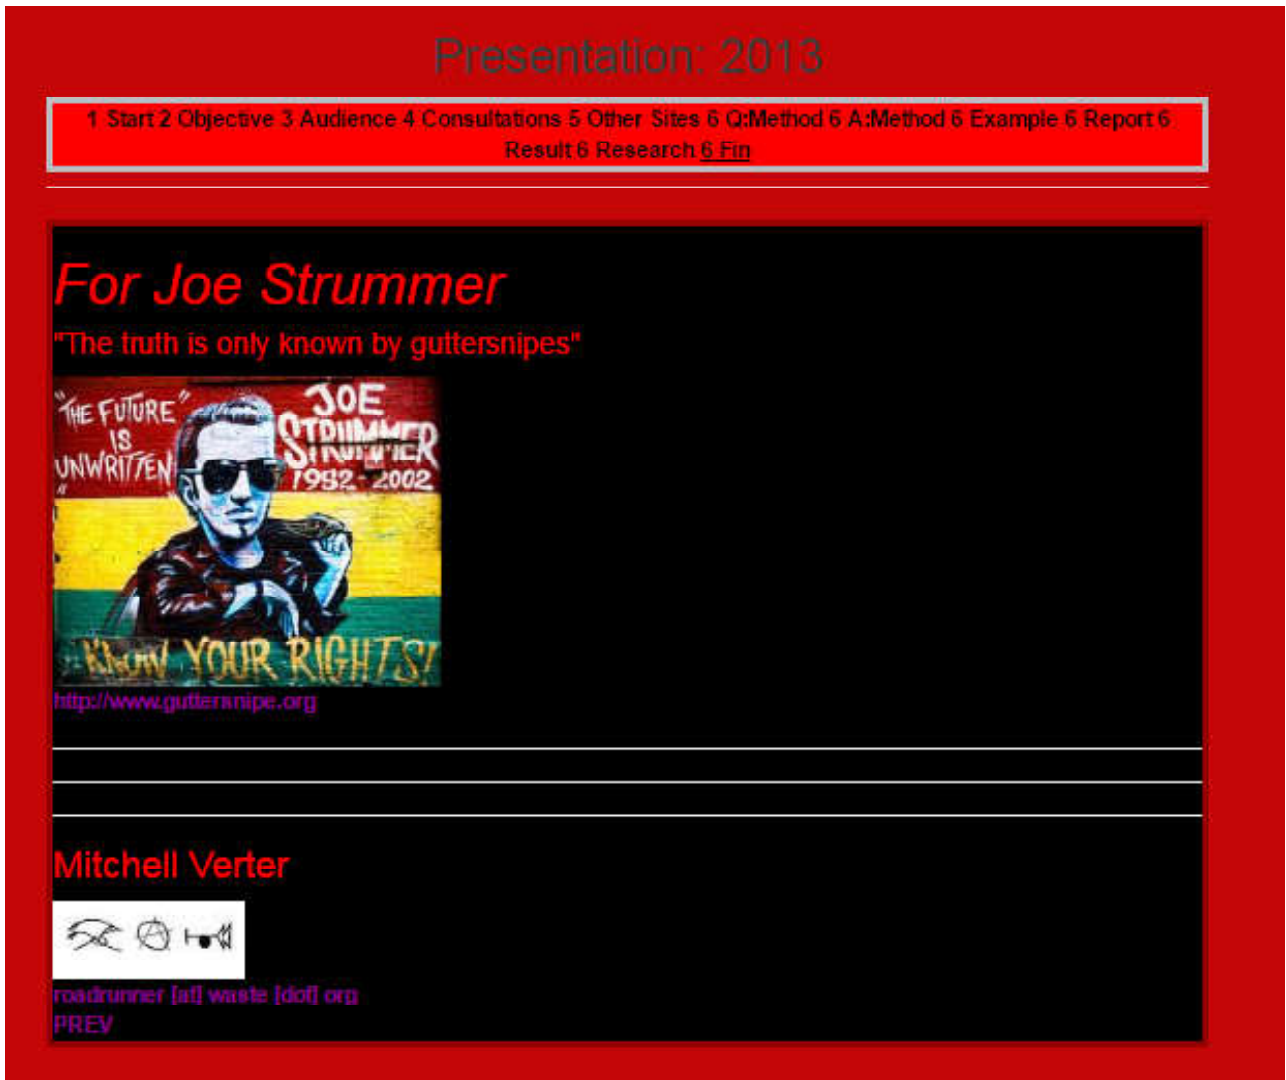 Presentation: 2013
1 Start 2 Objective 3 Audience 4 Consultations 5 Other Sites 6 Q:Method 6 A:Method 6 Example 6 Report 6
Result 6 Research 6 Fin
For Joe Strummer
"The truth is only known by guttersnipes"
"THE FUTURE"
IS
UNWRITTEN
JOE
STRUMMER
1952-2002
KNOW YOUR RIGHTS!
http://www.guttersnipe.org
Mitchell Verter
roadrunner [at] waste [dot] org
PREV